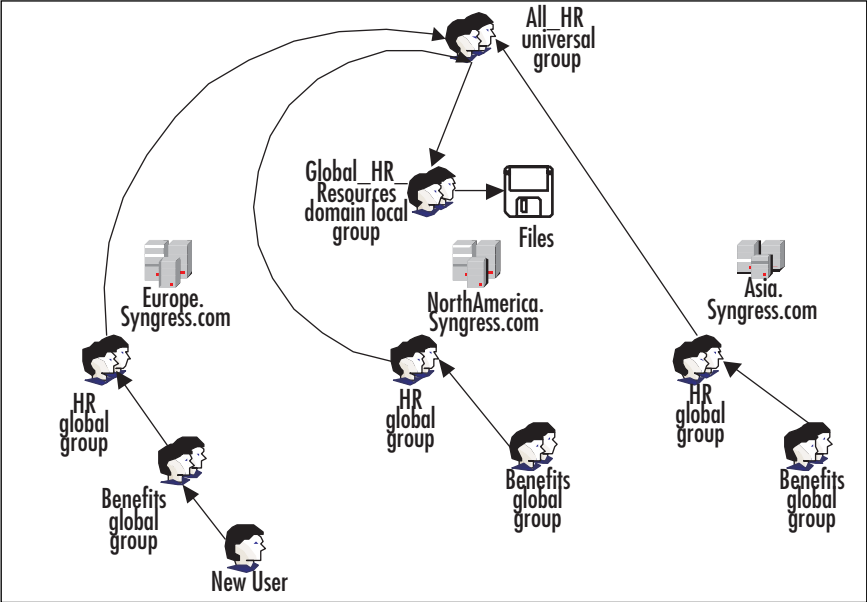 All_HR
universal
group
Global_HR_
Resources
domain local
group
Files
Europe.
Syngress.com
NorthAmerica.
Syngress.com
Asia.
Syngress.com
HR
global
group
HR
global
group
HR
global
group
Benefits
global
group
Benefits
global
group
Benefits
global
group
New User